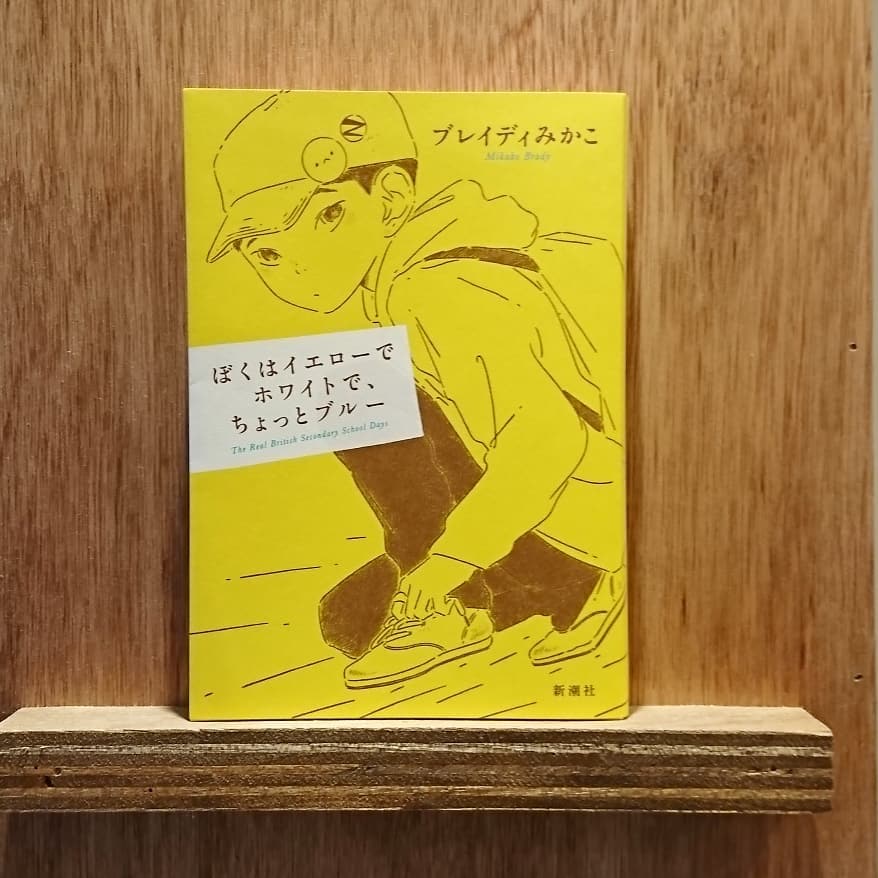 ブレイディみかこ
Mikako Brady
ぼくはイエローで
ホワイトで、
ちょっとブルー
The Real British Secondary School Days
新潮社